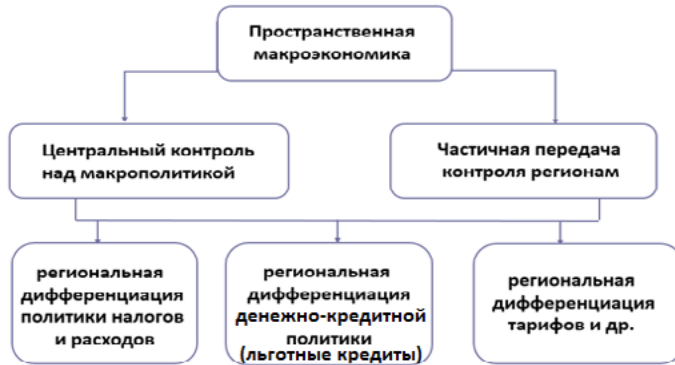 Пространственная
макроэкономика
Центральный контроль
над макрополитикой
Частичная передача
контроля регионам
региональная
дифференциация
политики налогов
и расходов
региональная
дифференциация
денежно-кредитной
политики
(льготные кредиты)
региональная
дифференциация
тарифов и др.